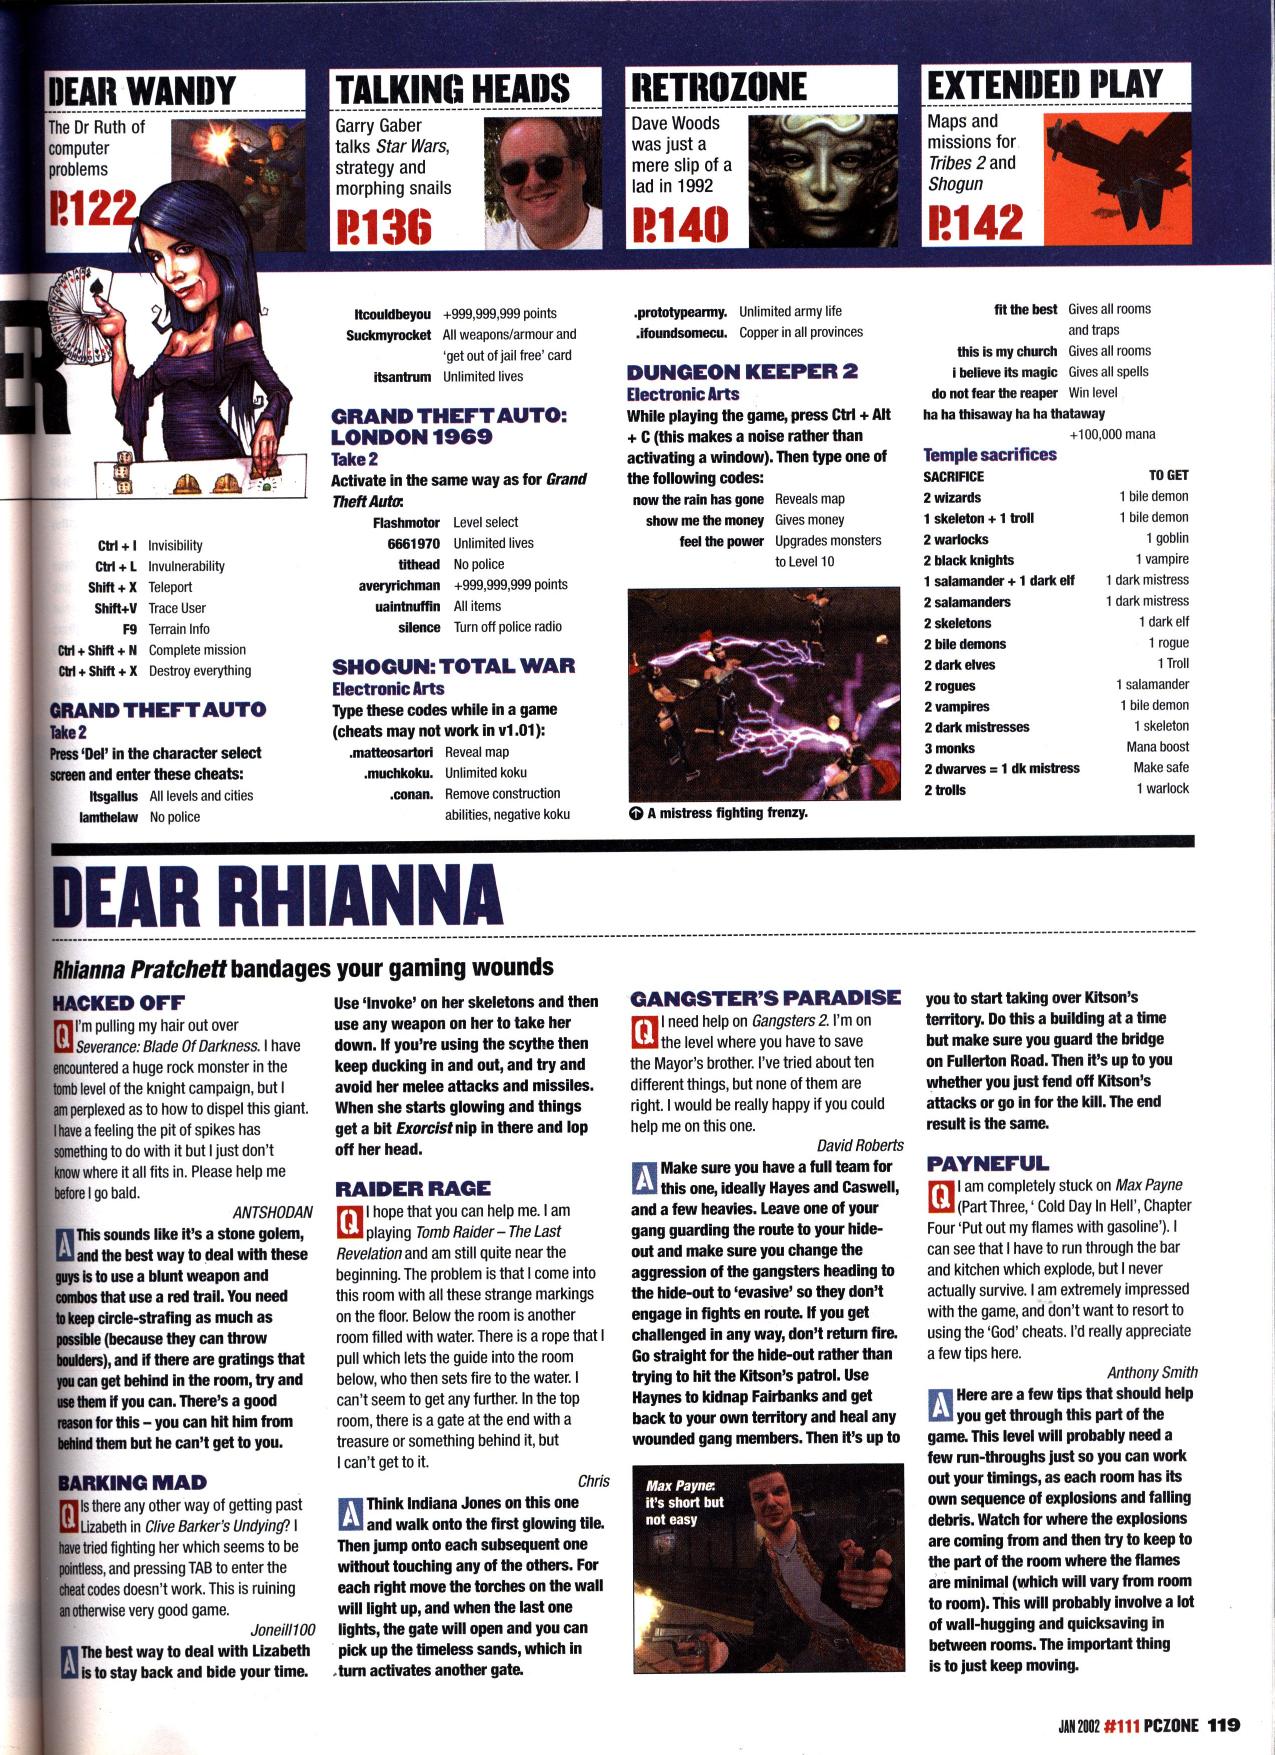 DEAR WANDY
The Dr Ruth of
computer
problems
P.122
TALKING HEADS
Garry Gaber
talks Star Wars,
strategy and
morphing snails
P.136
RETROZONE
Dave Woods
was just a
mere slip of a
lad in 1992
P.140
EXTENDED PLAY
Maps and
missions for
Tribes 2 and
Shogun
P.142
ER
Ctrl + I Invisibility
Ctrl + L Invulnerability
Shift + X Teleport
Shift+V Trace User
F9 Terrain Info
Ctrl + Shift + N Complete mission
Ctrl + Shift + X Destroy everything
GRAND THEFT AUTO
Take 2
Press 'Del' in the character select
screen and enter these cheats:
Itsgallus All levels and cities
Iamthelaw No police
Itcouldbeyou +999,999,999 points
Suckmyrocket All weapons/armour and
'get out of jail free' card
itsantrum Unlimited lives
GRAND THEFT AUTO:
LONDON 1969
Take 2
Activate in the same way as for Grand
Theft Auto:
Flashmotor Level select
6661970 Unlimited lives
tithead No police
averyrichman +999,999,999 points
uaintnuffin All items
silence Turn off police radio
SHOGUN: TOTAL WAR
Electronic Arts
Type these codes while in a game
(cheats may not work in v1.01):
.matteosartori Reveal map
.muchkoku. Unlimited koku
.conan. Remove construction
abilities, negative koku
.prototypearmy. Unlimited army life
.ifoundsomecu. Copper in all provinces
DUNGEON KEEPER 2
Electronic Arts
While playing the game, press Ctrl + Alt
+ C (this makes a noise rather than
activating a window). Then type one of
the following codes:
now the rain has gone Reveals map
show me the money Gives money
feel the power Upgrades monsters
to Level 10
A mistress fighting frenzy.
fit the best Gives all rooms
and traps
this is my church Gives all rooms
i believe its magic Gives all spells
do not fear the reaper Win level
ha ha thisaway ha ha thataway
+100,000 mana
Temple sacrifices
SACRIFICE TO GET
2 wizards 1 bile demon
1 skeleton + 1 troll 1 bile demon
2 warlocks 1 goblin
2 black knights 1 vampire
1 salamander + 1 dark elf 1 dark mistress
2 salamanders 1 dark mistress
2 skeletons 1 dark elf
2 bile demons 1 rogue
2 dark elves 1 Troll
2 rogues 1 salamander
2 vampires 1 bile demon
2 dark mistresses 1 skeleton
3 monks Mana boost
2 dwarves = 1 dk mistress Make safe
2 trolls 1 warlock
DEAR RHIANNA
Rhianna Pratchett bandages your gaming wounds
HACKED OFF
Q I'm pulling my hair out over
Severance: Blade Of Darkness. I have
encountered a huge rock monster in the
tomb level of the knight campaign, but I
am perplexed as to how to dispel this giant.
I have a feeling the pit of spikes has
something to do with it but I just don't
know where it all fits in. Please help me
before I go bald.
ANTSHODAN
A This sounds like it's a stone golem,
and the best way to deal with these
guys is to use a blunt weapon and
combos that use a red trail. You need
to keep circle-strafing as much as
possible (because they can throw
boulders), and if there are gratings that
you can get behind in the room, try and
use them if you can. There's a good
reason for this – you can hit him from
behind them but he can't get to you.
BARKING MAD
Q Is there any other way of getting past
Lizabeth in Clive Barker's Undying? I
have tried fighting her which seems to be
pointless, and pressing TAB to enter the
cheat codes doesn't work. This is ruining
an otherwise very good game.
Joneill100
A The best way to deal with Lizabeth
is to stay back and bide your time.
Use 'Invoke' on her skeletons and then
use any weapon on her to take her
down. If you're using the scythe then
keep ducking in and out, and try and
avoid her melee attacks and missiles.
When she starts glowing and things
get a bit Exorcist nip in there and lop
off her head.
RAIDER RAGE
Q I hope that you can help me. I am
playing Tomb Raider – The Last
Revelation and am still quite near the
beginning. The problem is that I come into
this room with all these strange markings
on the floor. Below the room is another
room filled with water. There is a rope that I
pull which lets the guide into the room
below, who then sets fire to the water. I
can't seem to get any further. In the top
room, there is a gate at the end with a
treasure or something behind it, but
I can't get to it.
Chris
A Think Indiana Jones on this one
and walk onto the first glowing tile.
Then jump onto each subsequent one
without touching any of the others. For
each right move the torches on the wall
will light up, and when the last one
lights, the gate will open and you can
pick up the timeless sands, which in
turn activates another gate.
GANGSTER'S PARADISE
Q I need help on Gangsters 2. I'm on
the level where you have to save
the Mayor's brother. I've tried about ten
different things, but none of them are
right. I would be really happy if you could
help me on this one.
David Roberts
A Make sure you have a full team for
this one, ideally Hayes and Caswell,
and a few heavies. Leave one of your
gang guarding the route to your hide-
out and make sure you change the
aggression of the gangsters heading to
the hide-out to 'evasive' so they don't
engage in fights en route. If you get
challenged in any way, don't return fire.
Go straight for the hide-out rather than
trying to hit the Kitson's patrol. Use
Haynes to kidnap Fairbanks and get
back to your own territory and heal any
wounded gang members. Then it's up to
Max Payne:
it's short but
not easy
you to start taking over Kitson's
territory. Do this a building at a time
but make sure you guard the bridge
on Fullerton Road. Then it's up to you
whether you just fend off Kitson's
attacks or go in for the kill. The end
result is the same.
PAYNEFUL
Q I am completely stuck on Max Payne
(Part Three, ' Cold Day In Hell', Chapter
Four 'Put out my flames with gasoline'). I
can see that I have to run through the bar
and kitchen which explode, but I never
actually survive. I am extremely impressed
with the game, and don't want to resort to
using the 'God' cheats. I'd really appreciate
a few tips here.
Anthony Smith
A Here are a few tips that should help
you get through this part of the
game. This level will probably need a
few run-throughs just so you can work
out your timings, as each room has its
own sequence of explosions and falling
debris. Watch for where the explosions
are coming from and then try to keep to
the part of the room where the flames
are minimal (which will vary from room
to room). This will probably involve a lot
of wall-hugging and quicksaving in
between rooms. The important thing
is to just keep moving.
JAN 2002 #111 PCZONE 119